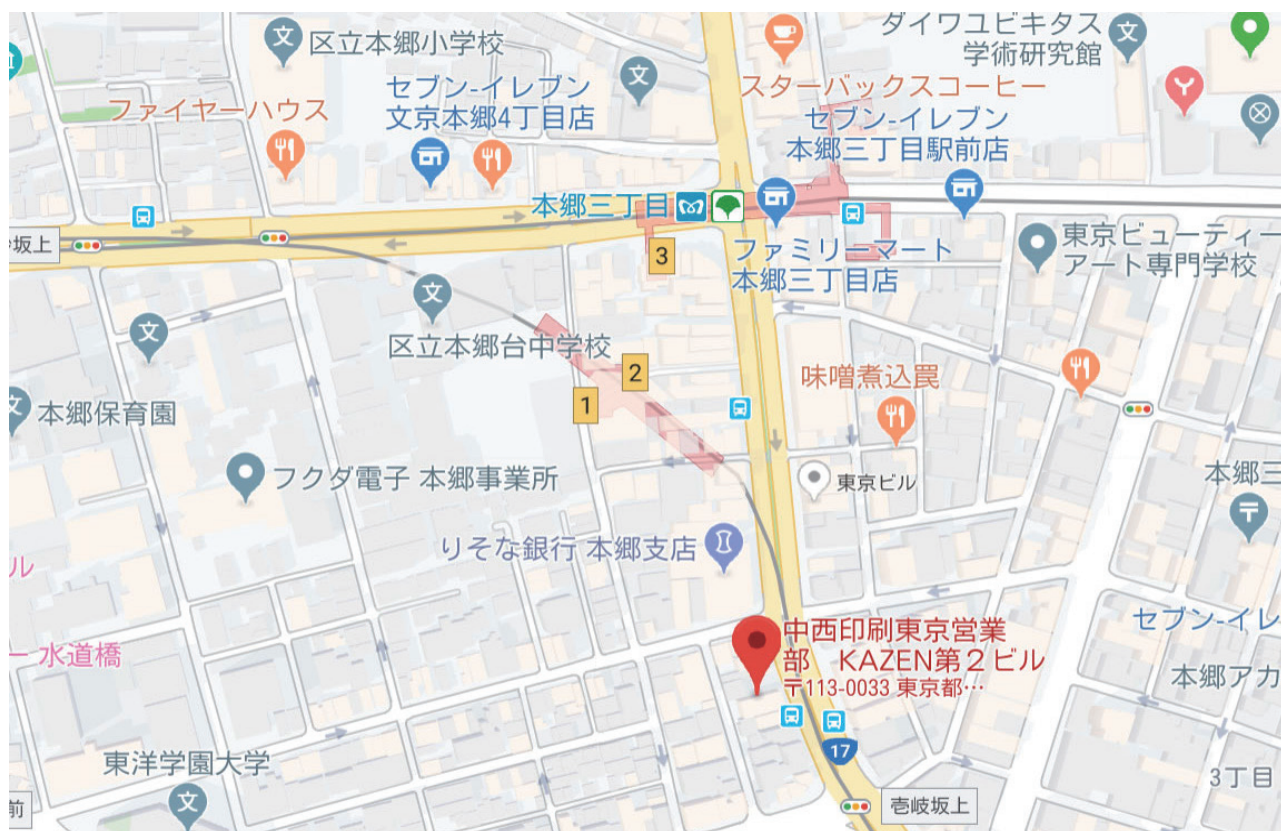 区立本郷小学校
ダイワユビキタス
学術研究館
ファイヤーハウス
セブン-イレブン
文京本郷4丁目店
スターバックスコーヒー
セブン-イレブン
本郷三丁目駅前店
本郷三丁目
坂上
3
ファミリーマート
本郷三丁目店
東京ビューティー
アート専門学校
区立本郷台中学校
2
1
味噌煮込罠
本郷保育園
フクダ電子 本郷事業所
東京ビル
本郷三
りそな銀行 本郷支店
ル
ー 水道橋
中西印刷東京営業
部 KAZEN第2ビル
〒113-0033 東京都…
セブン-イレ
本郷アカ
17
東洋学園大学
3丁目
前
壱岐坂上